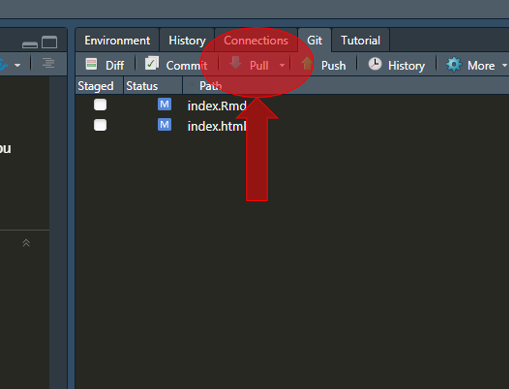 Environment History Connections Git Tutorial
Diff Commit Pull Push History More
Staged Status Path
M index.Rmd
M index.html
ou